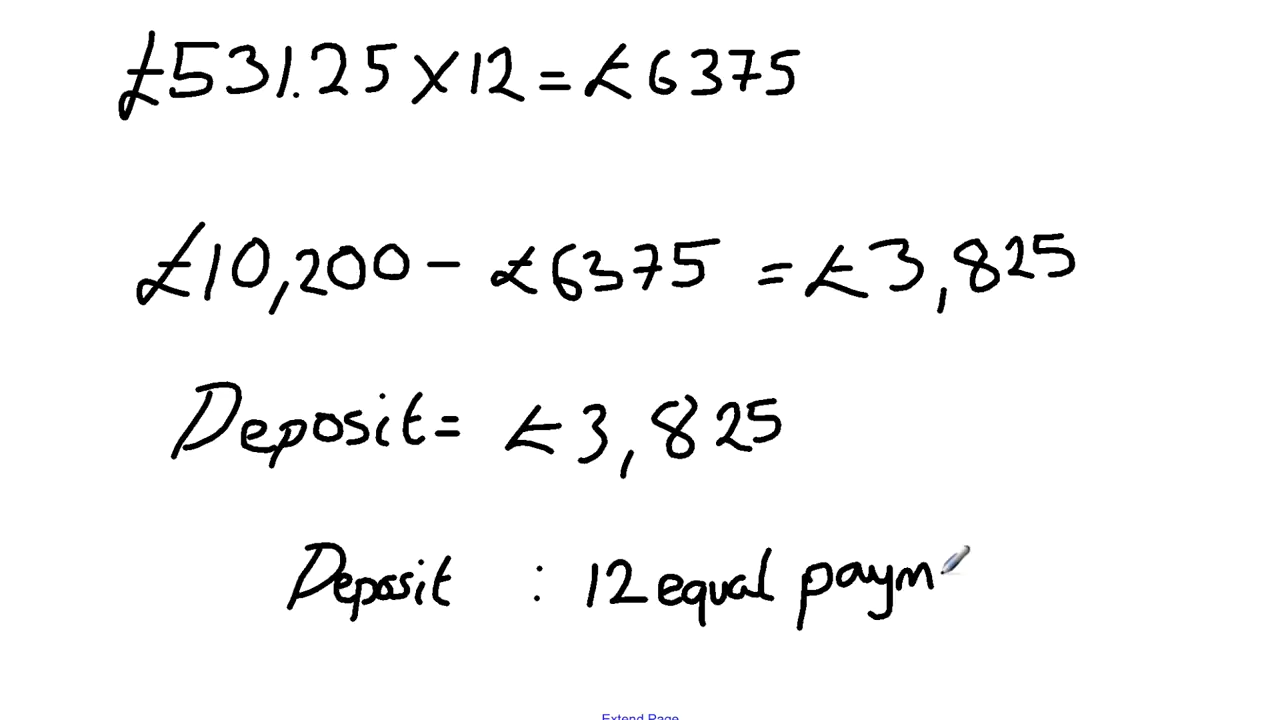 £531.25 × 12 = £6375
£10,200 - £6375 = £3,825
Deposit = £3,825
Deposit : 12 equal paym
Extend Page